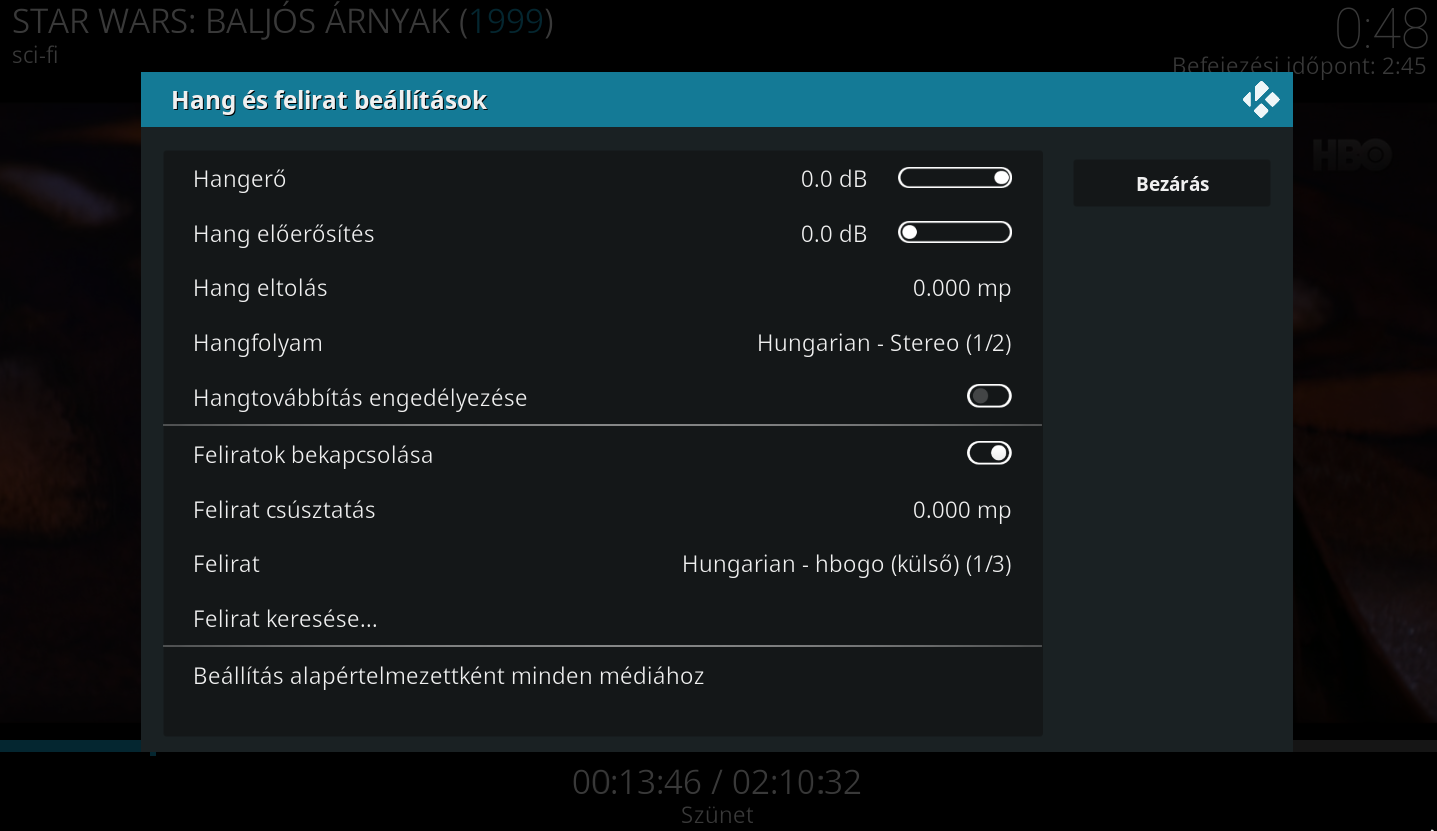 STAR WARS: BALJÓS ÁRNYAK (1999)
0:48
sci-fi
Befejezési időpont: 2:45
Hang és felirat beállítások
HBO
Hangerő 0.0 dB
Bezárás
Hang előerősítés 0.0 dB
Hang eltolás 0.000 mp
Hangfolyam Hungarian - Stereo (1/2)
Hangtovábbítás engedélyezése
Feliratok bekapcsolása
Felirat csúsztatás 0.000 mp
Felirat Hungarian - hbogo (külső) (1/3)
Felirat keresése...
Beállítás alapértelmezettként minden médiához
00:13:46 / 02:10:32
Szünet